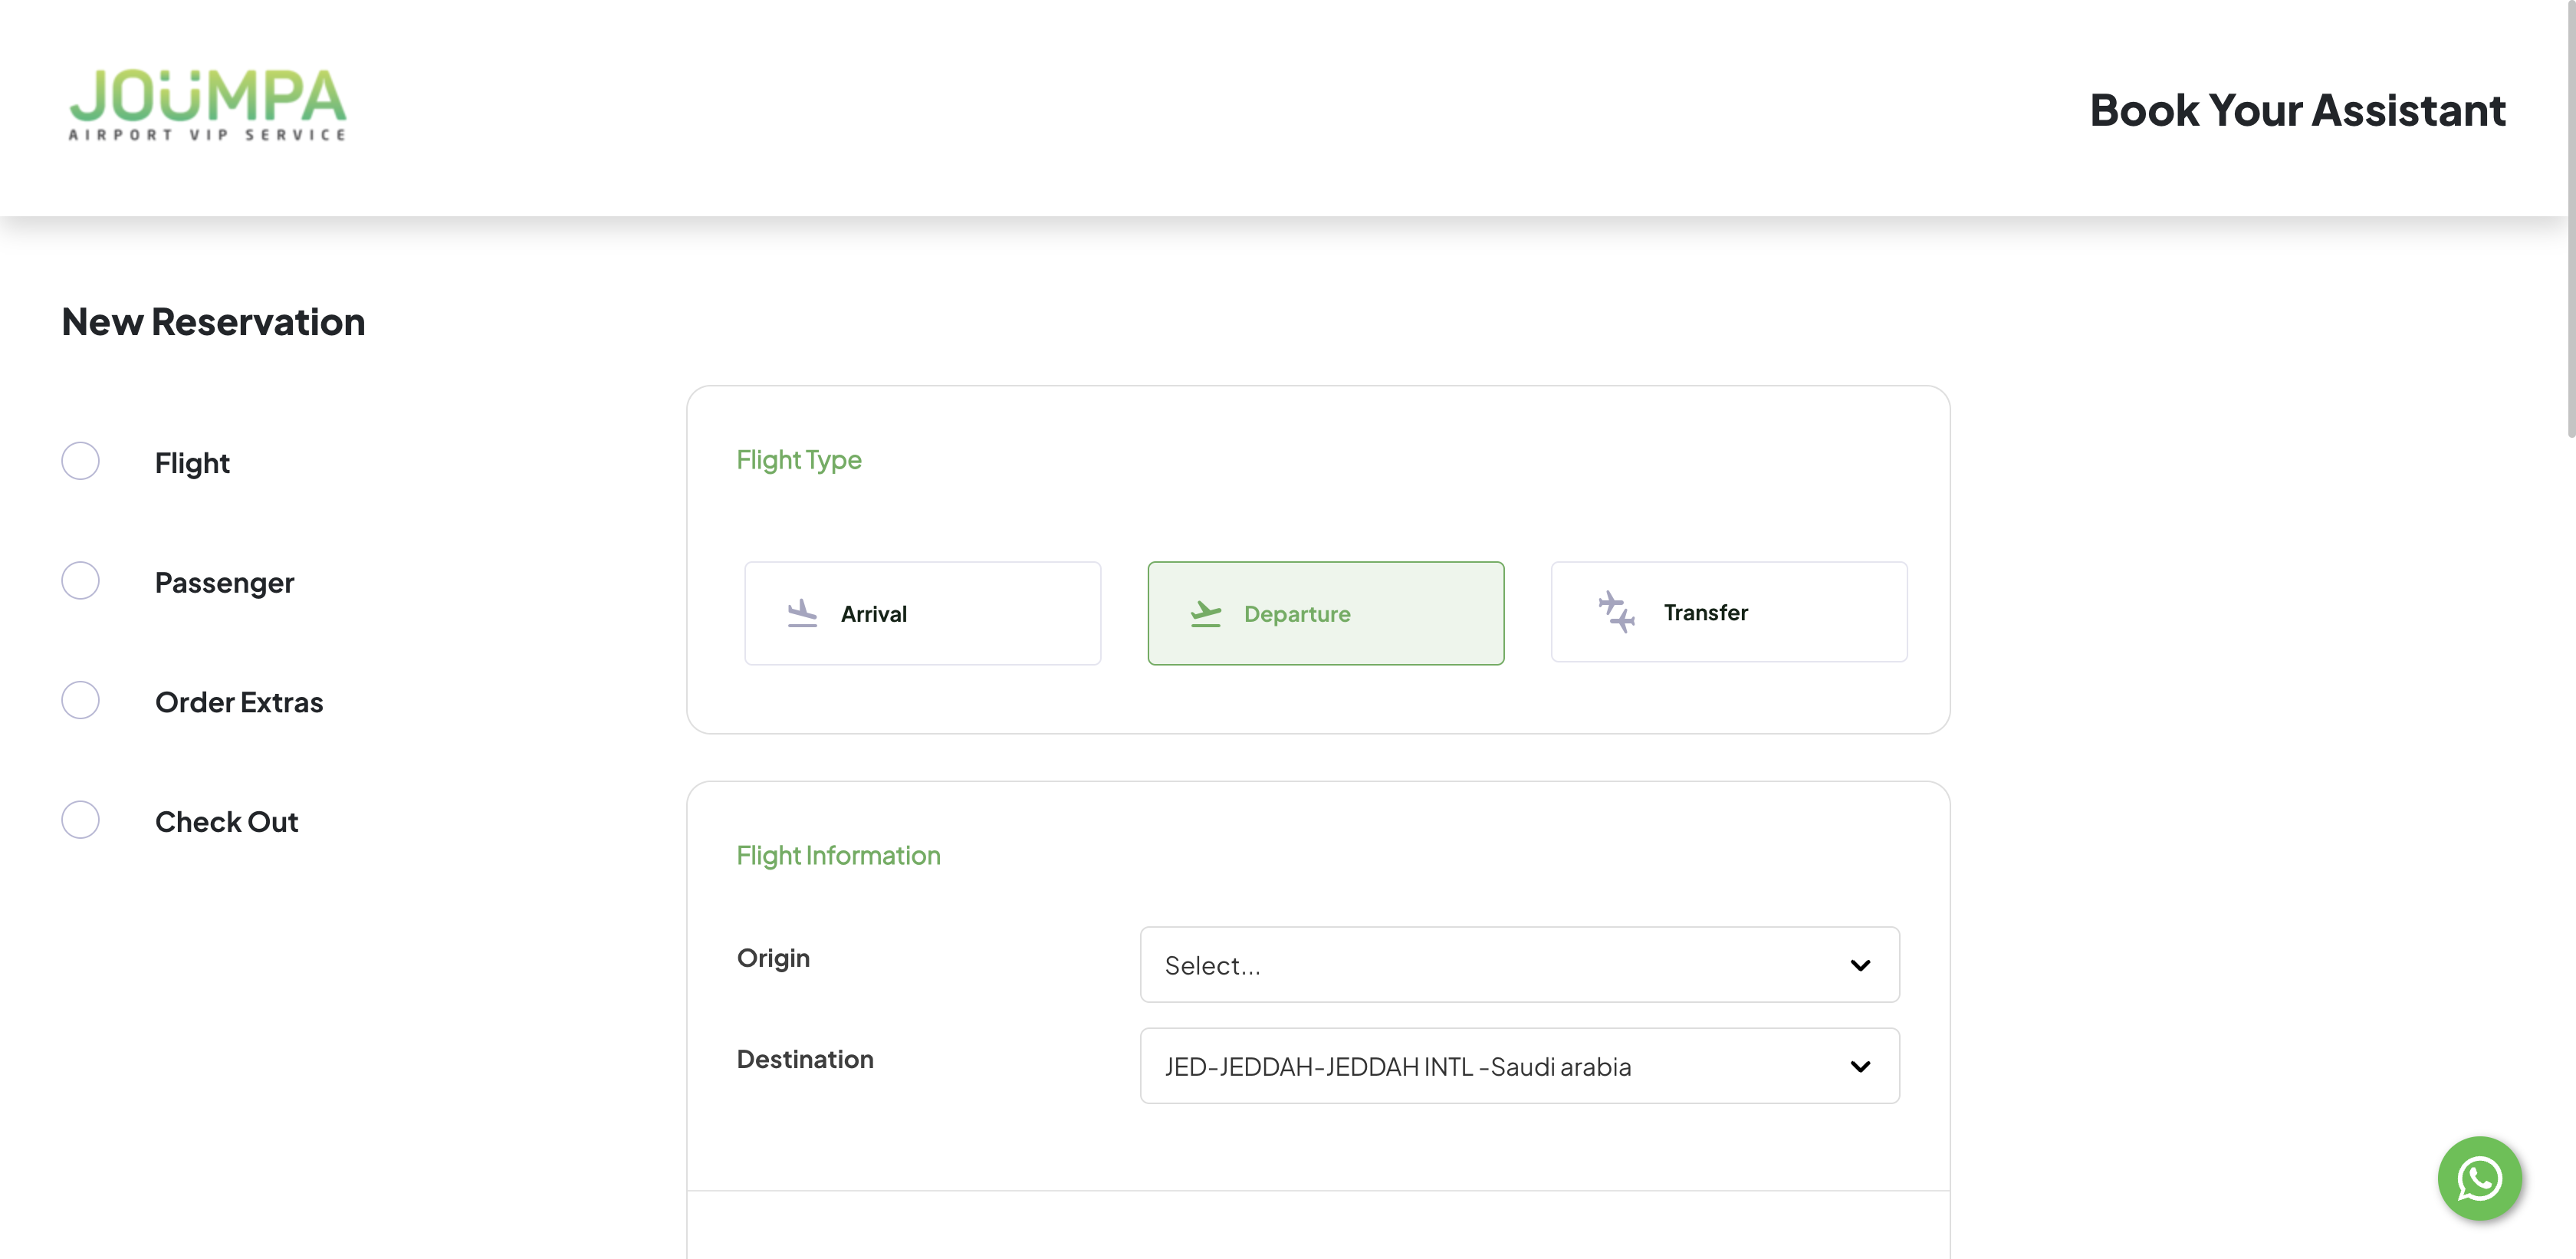 JOÜMPA
AIRPORT VIP SERVICE
Book Your Assistant
New Reservation
Flight
Passenger
Order Extras
Check Out
Flight Type
Arrival
Departure
Transfer
Flight Information
Origin
Select...
Destination
JED-JEDDAH-JEDDAH INTL -Saudi arabia